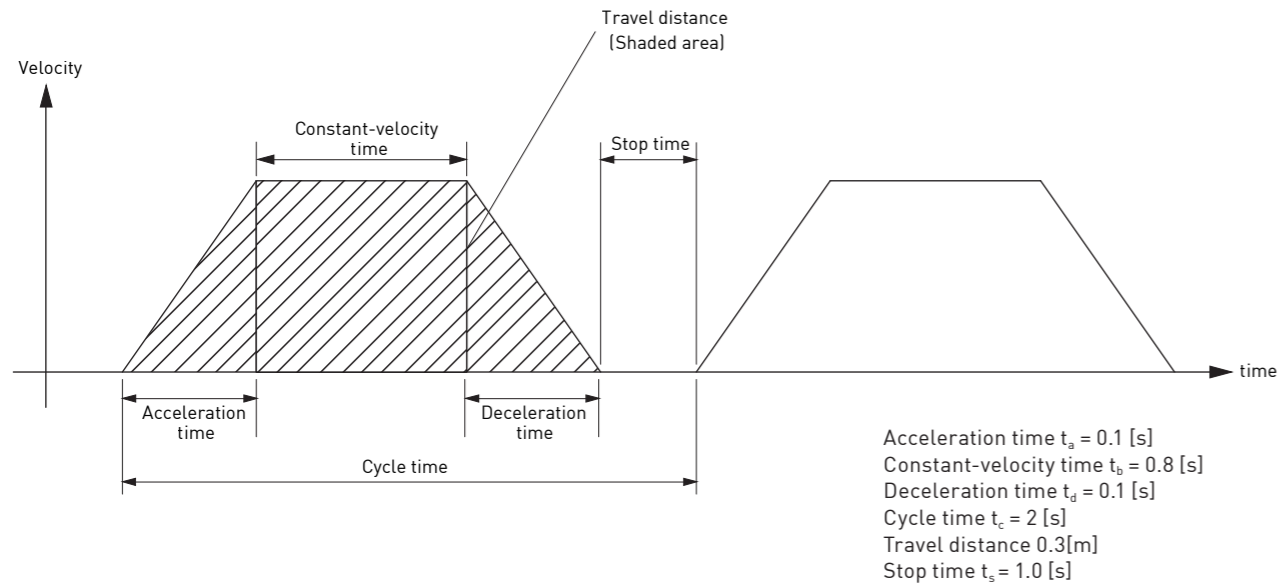 Travel distance
(Shaded area)
Velocity
Constant-velocity
time
Stop time
time
Acceleration
time
Deceleration
time
Cycle time
Acceleration time tₐ = 0.1 [s]
Constant-velocity time t_b = 0.8 [s]
Deceleration time t_d = 0.1 [s]
Cycle time t_c = 2 [s]
Travel distance 0.3[m]
Stop time tₛ = 1.0 [s]